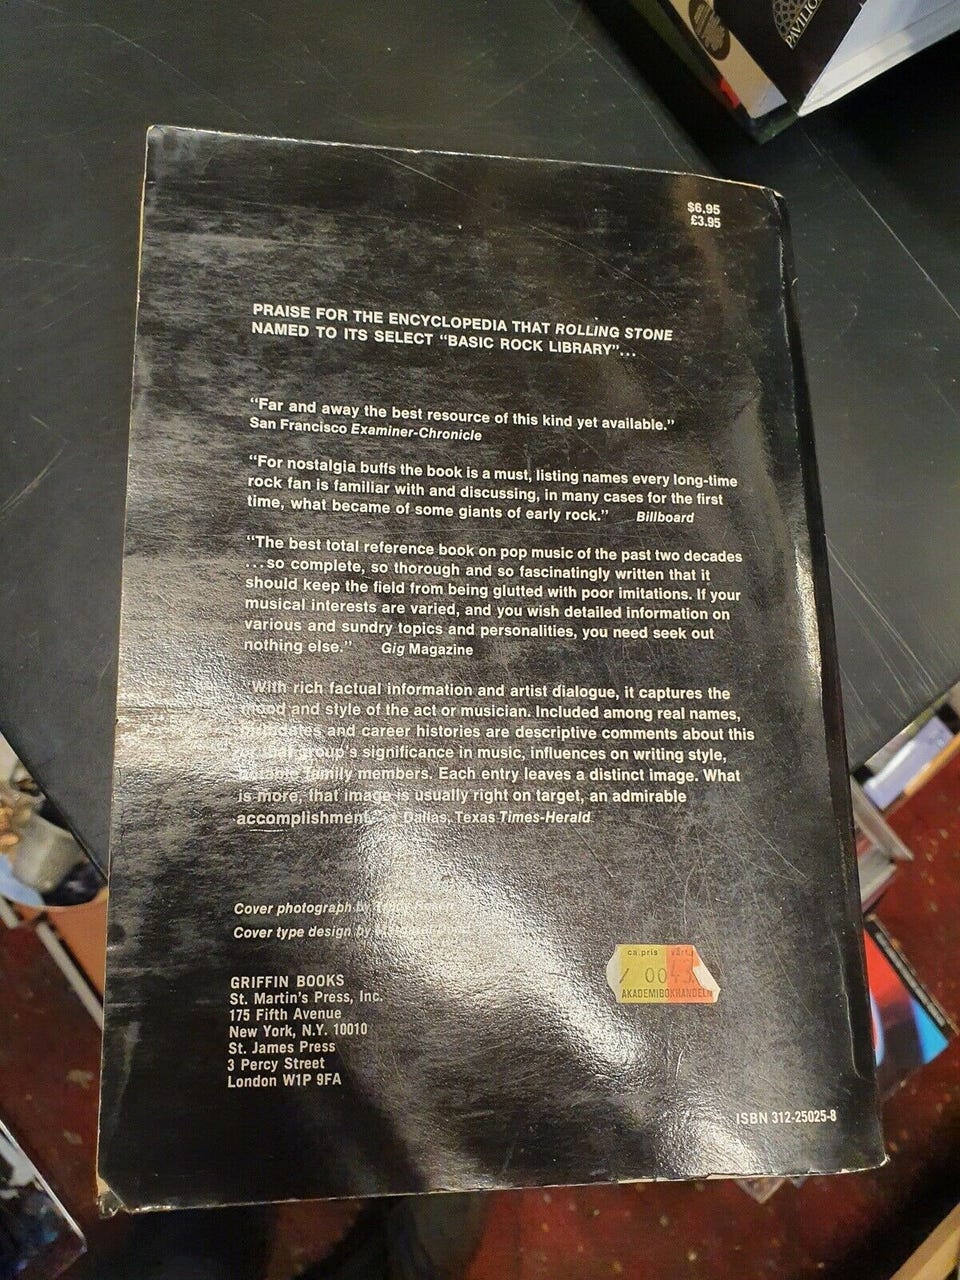 PAVILIO
$6.95
£3.95
PRAISE FOR THE ENCYCLOPEDIA THAT ROLLING STONE
NAMED TO ITS SELECT "BASIC ROCK LIBRARY"...
"Far and away the best resource of this kind yet available."
San Francisco Examiner-Chronicle
"For nostalgia buffs the book is a must, listing names every long-time
rock fan is familiar with and discussing, in many cases for the first
time, what became of some giants of early rock." Billboard
"The best total reference book on pop music of the past two decades
...so complete, so thorough and so fascinatingly written that it
should keep the field from being glutted with poor imitations. If your
musical interests are varied, and you wish detailed information on
various and sundry topics and personalities, you need seek out
nothing else." Gig Magazine
"With rich factual information and artist dialogue, it captures the
mood and style of the act or musician. Included among real names,
birthdates and career histories are descriptive comments about this
group's significance in music, influences on writing style,
notable family members. Each entry leaves a distinct image. What
is more, that image is usually right on target, an admirable
accomplishment." Dallas, Texas Times-Herald
Cover photograph by
Cover type design by
ca.pris vårt.p
/ 00 43.
AKADEMIBOKHANDELN
GRIFFIN BOOKS
St. Martin's Press, Inc.
175 Fifth Avenue
New York, N.Y. 10010
St. James Press
3 Percy Street
London W1P 9FA
ISBN 312-25025-8